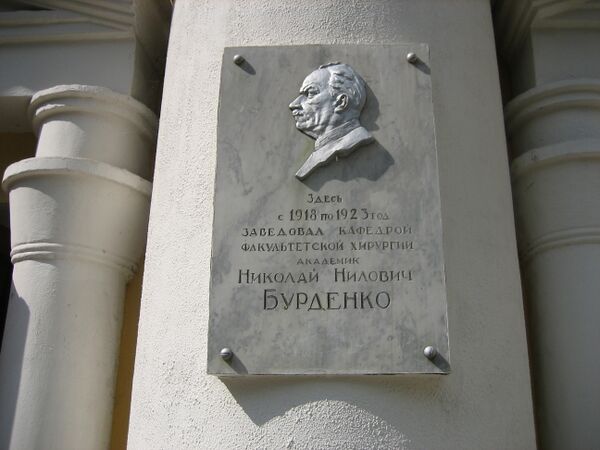 Здесь
с 1918 по 1923 год
заведовал кафедрой
факультетской хирургии
академик
Николай Нилович
Бурденко